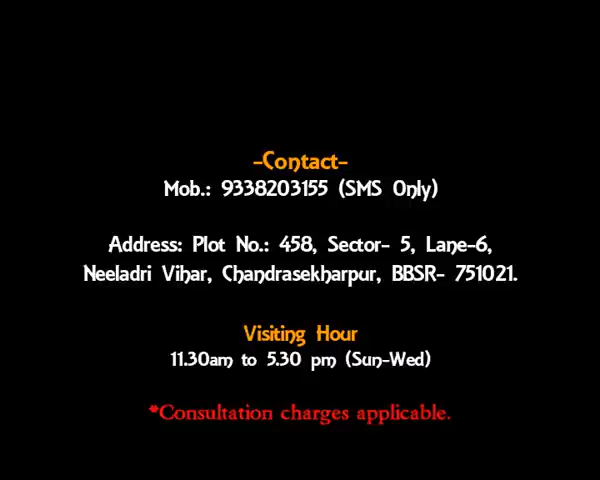 -Contact-
Mob.: 9338203155 (SMS Only)
Address: Plot No.: 458, Sector- 5, Lane-6,
Neeladri Vihar, Chandrasekharpur, BBSR- 751021.
Visiting Hour
11.30am to 5.30 pm (Sun-Wed)
*Consultation charges applicable.